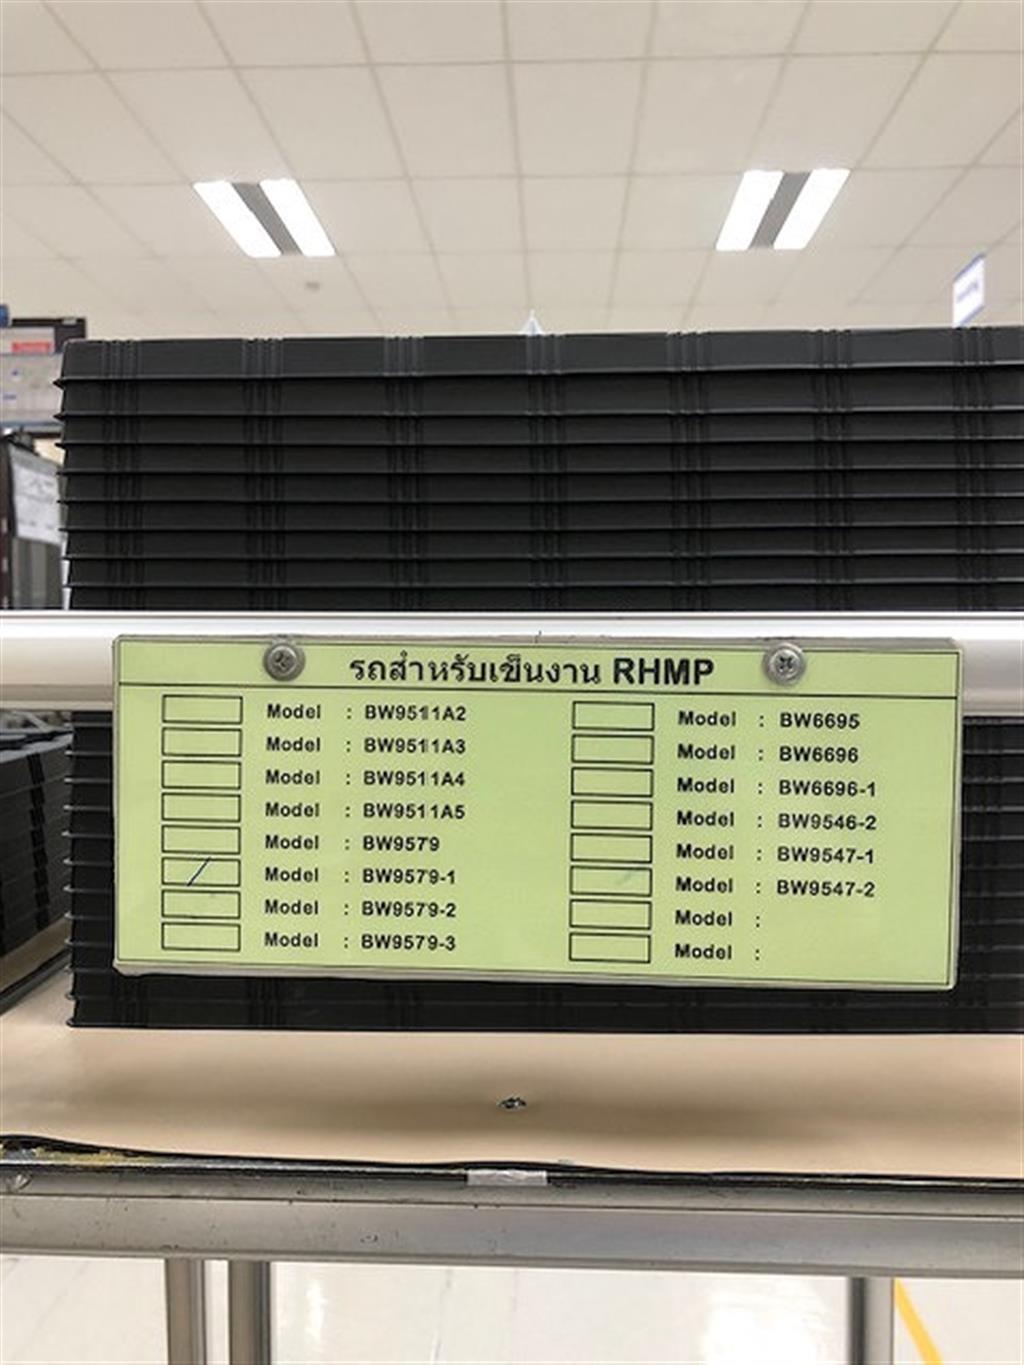 รถสำหรับเข็นงาน RHMP
Model : BW9511A2
Model : BW9511A3
Model : BW9511A4
Model : BW9511A5
Model : BW9579
Model : BW9579-1
Model : BW9579-2
Model : BW9579-3
Model : BW6695
Model : BW6696
Model : BW6696-1
Model : BW9546-2
Model : BW9547-1
Model : BW9547-2
Model :
Model :